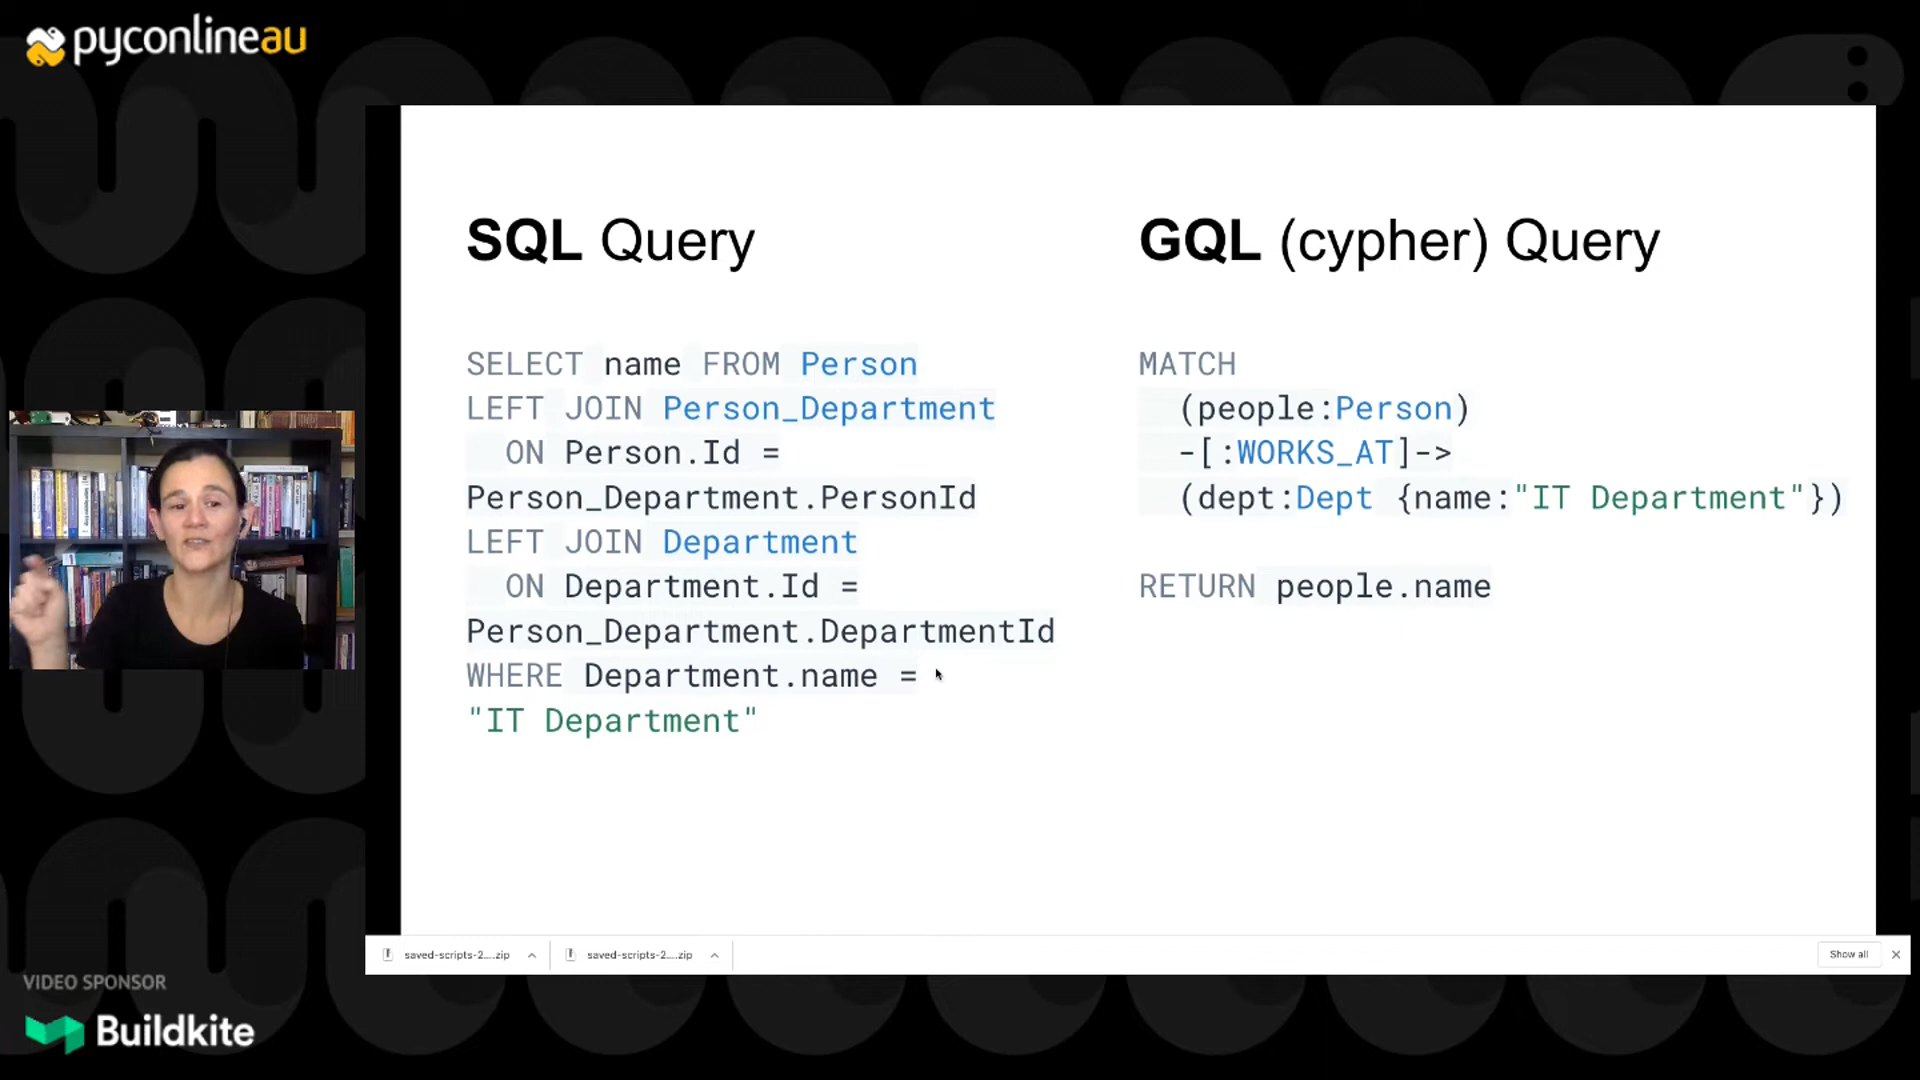 pyconlineau
SQL Query
SELECT name FROM Person
LEFT JOIN Person_Department
ON Person.Id =
Person_Department.PersonId
LEFT JOIN Department
ON Department.Id =
Person_Department.DepartmentId
WHERE Department.name =
"IT Department"
GQL (cypher) Query
MATCH
(people:Person)
-[:WORKS_AT]->
(dept:Dept {name:"IT Department"})
RETURN people.name
saved-scripts-2....zip
saved-scripts-2....zip
Show all
VIDEO SPONSOR
Buildkite